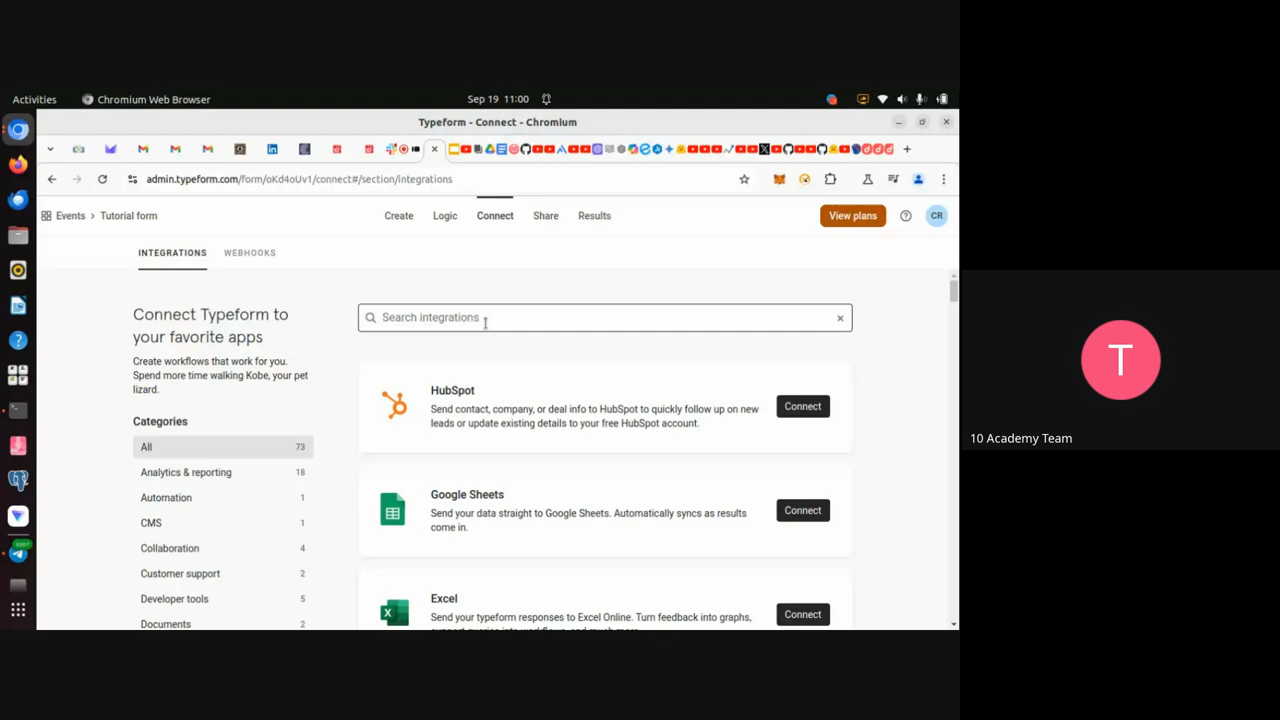 Activities
Chromium Web Browser
Sep 19 11:00
Typeform - Connect - Chromium
admin.typeform.com/form/oKd4oUv1/connect#/section/integrations
Events › Tutorial form
Create
Logic
Connect
Share
Results
View plans
CR
INTEGRATIONS
WEBHOOKS
Connect Typeform to
your favorite apps
Create workflows that work for you.
Spend more time walking Kobe, your pet
lizard.
Categories
All 73
Analytics & reporting 18
Automation 1
CMS 1
Collaboration 4
Customer support 2
Developer tools 5
Documents 2
Search integrations
HubSpot
Send contact, company, or deal info to HubSpot to quickly follow up on new
leads or update existing details to your free HubSpot account.
Connect
Google Sheets
Send your data straight to Google Sheets. Automatically syncs as results
come in.
Connect
Excel
Send your typeform responses to Excel Online. Turn feedback into graphs,
Connect
T
10 Academy Team